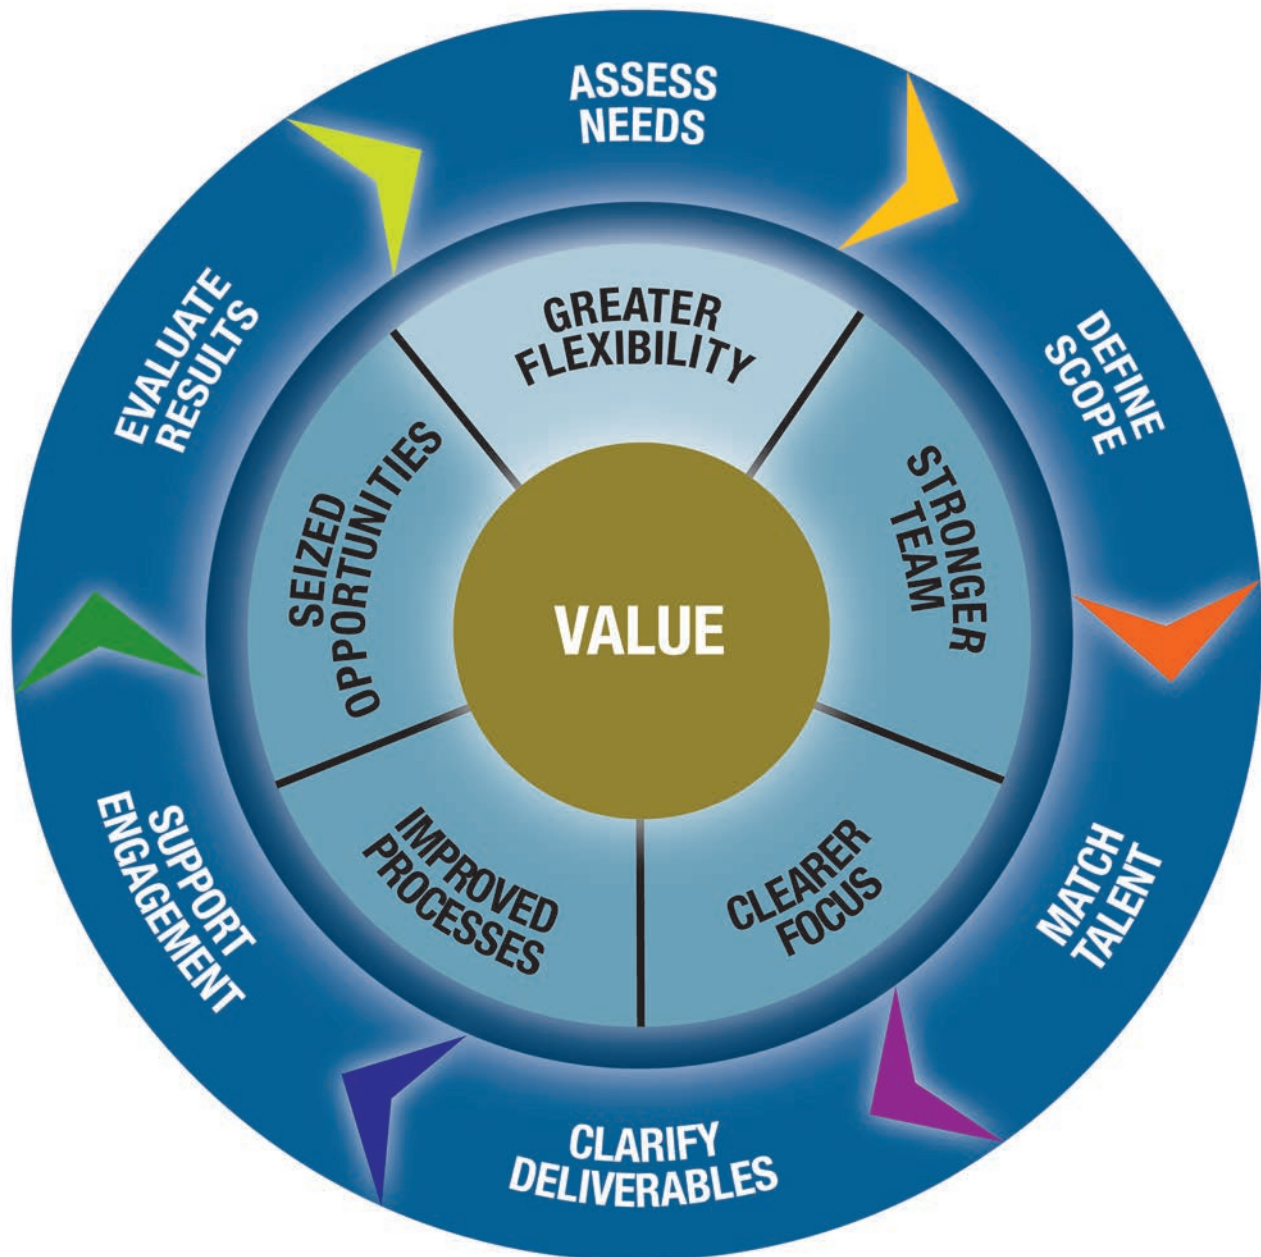 ASSESS
NEEDS
DEFINE
SCOPE
MATCH
TALENT
CLARIFY
DELIVERABLES
SUPPORT
ENGAGEMENT
EVALUATE
RESULTS
GREATER
FLEXIBILITY
STRONGER
TEAM
CLEARER
FOCUS
IMPROVED
PROCESSES
SEIZED
OPPORTUNITIES
VALUE